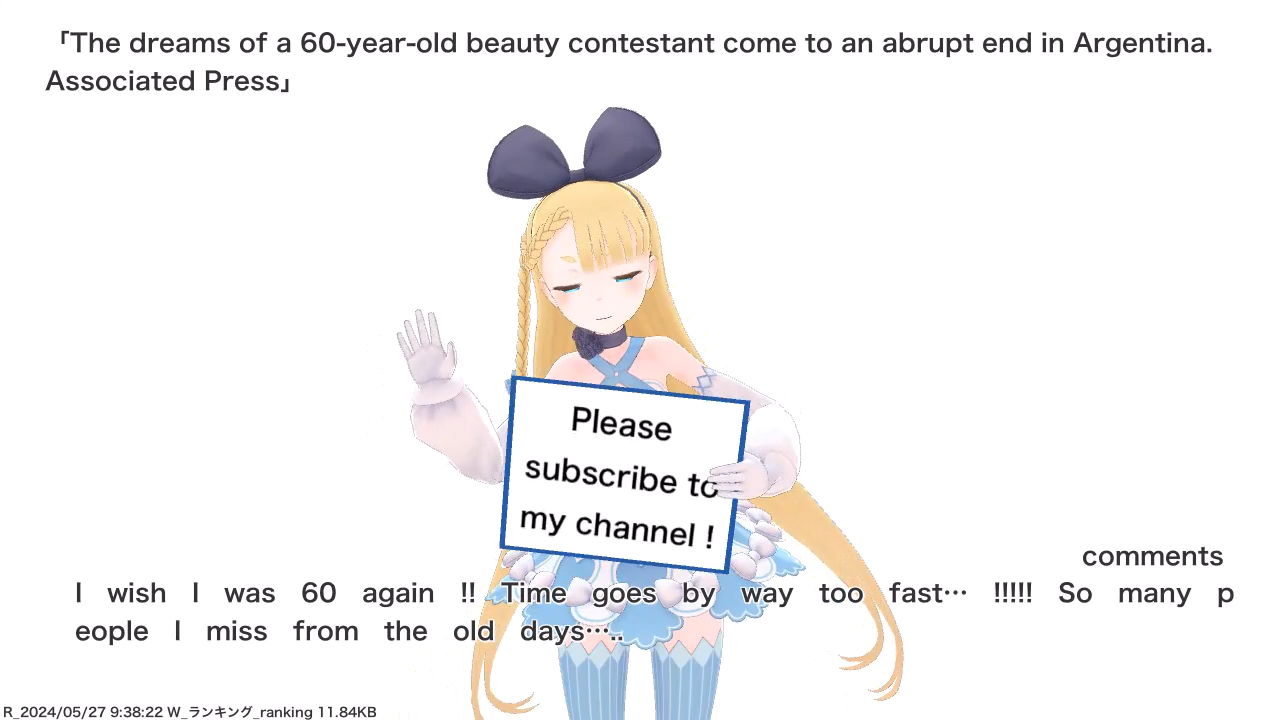 「The dreams of a 60-year-old beauty contestant come to an abrupt end in Argentina.
Associated Press」
Please
subscribe to
my channel !
comments
I wish I was 60 again !! Time goes by way too fast… !!!!! So many p
eople I miss from the old days…..
R_2024/05/27 9:38:22 W_ランキング_ranking 11.84KB